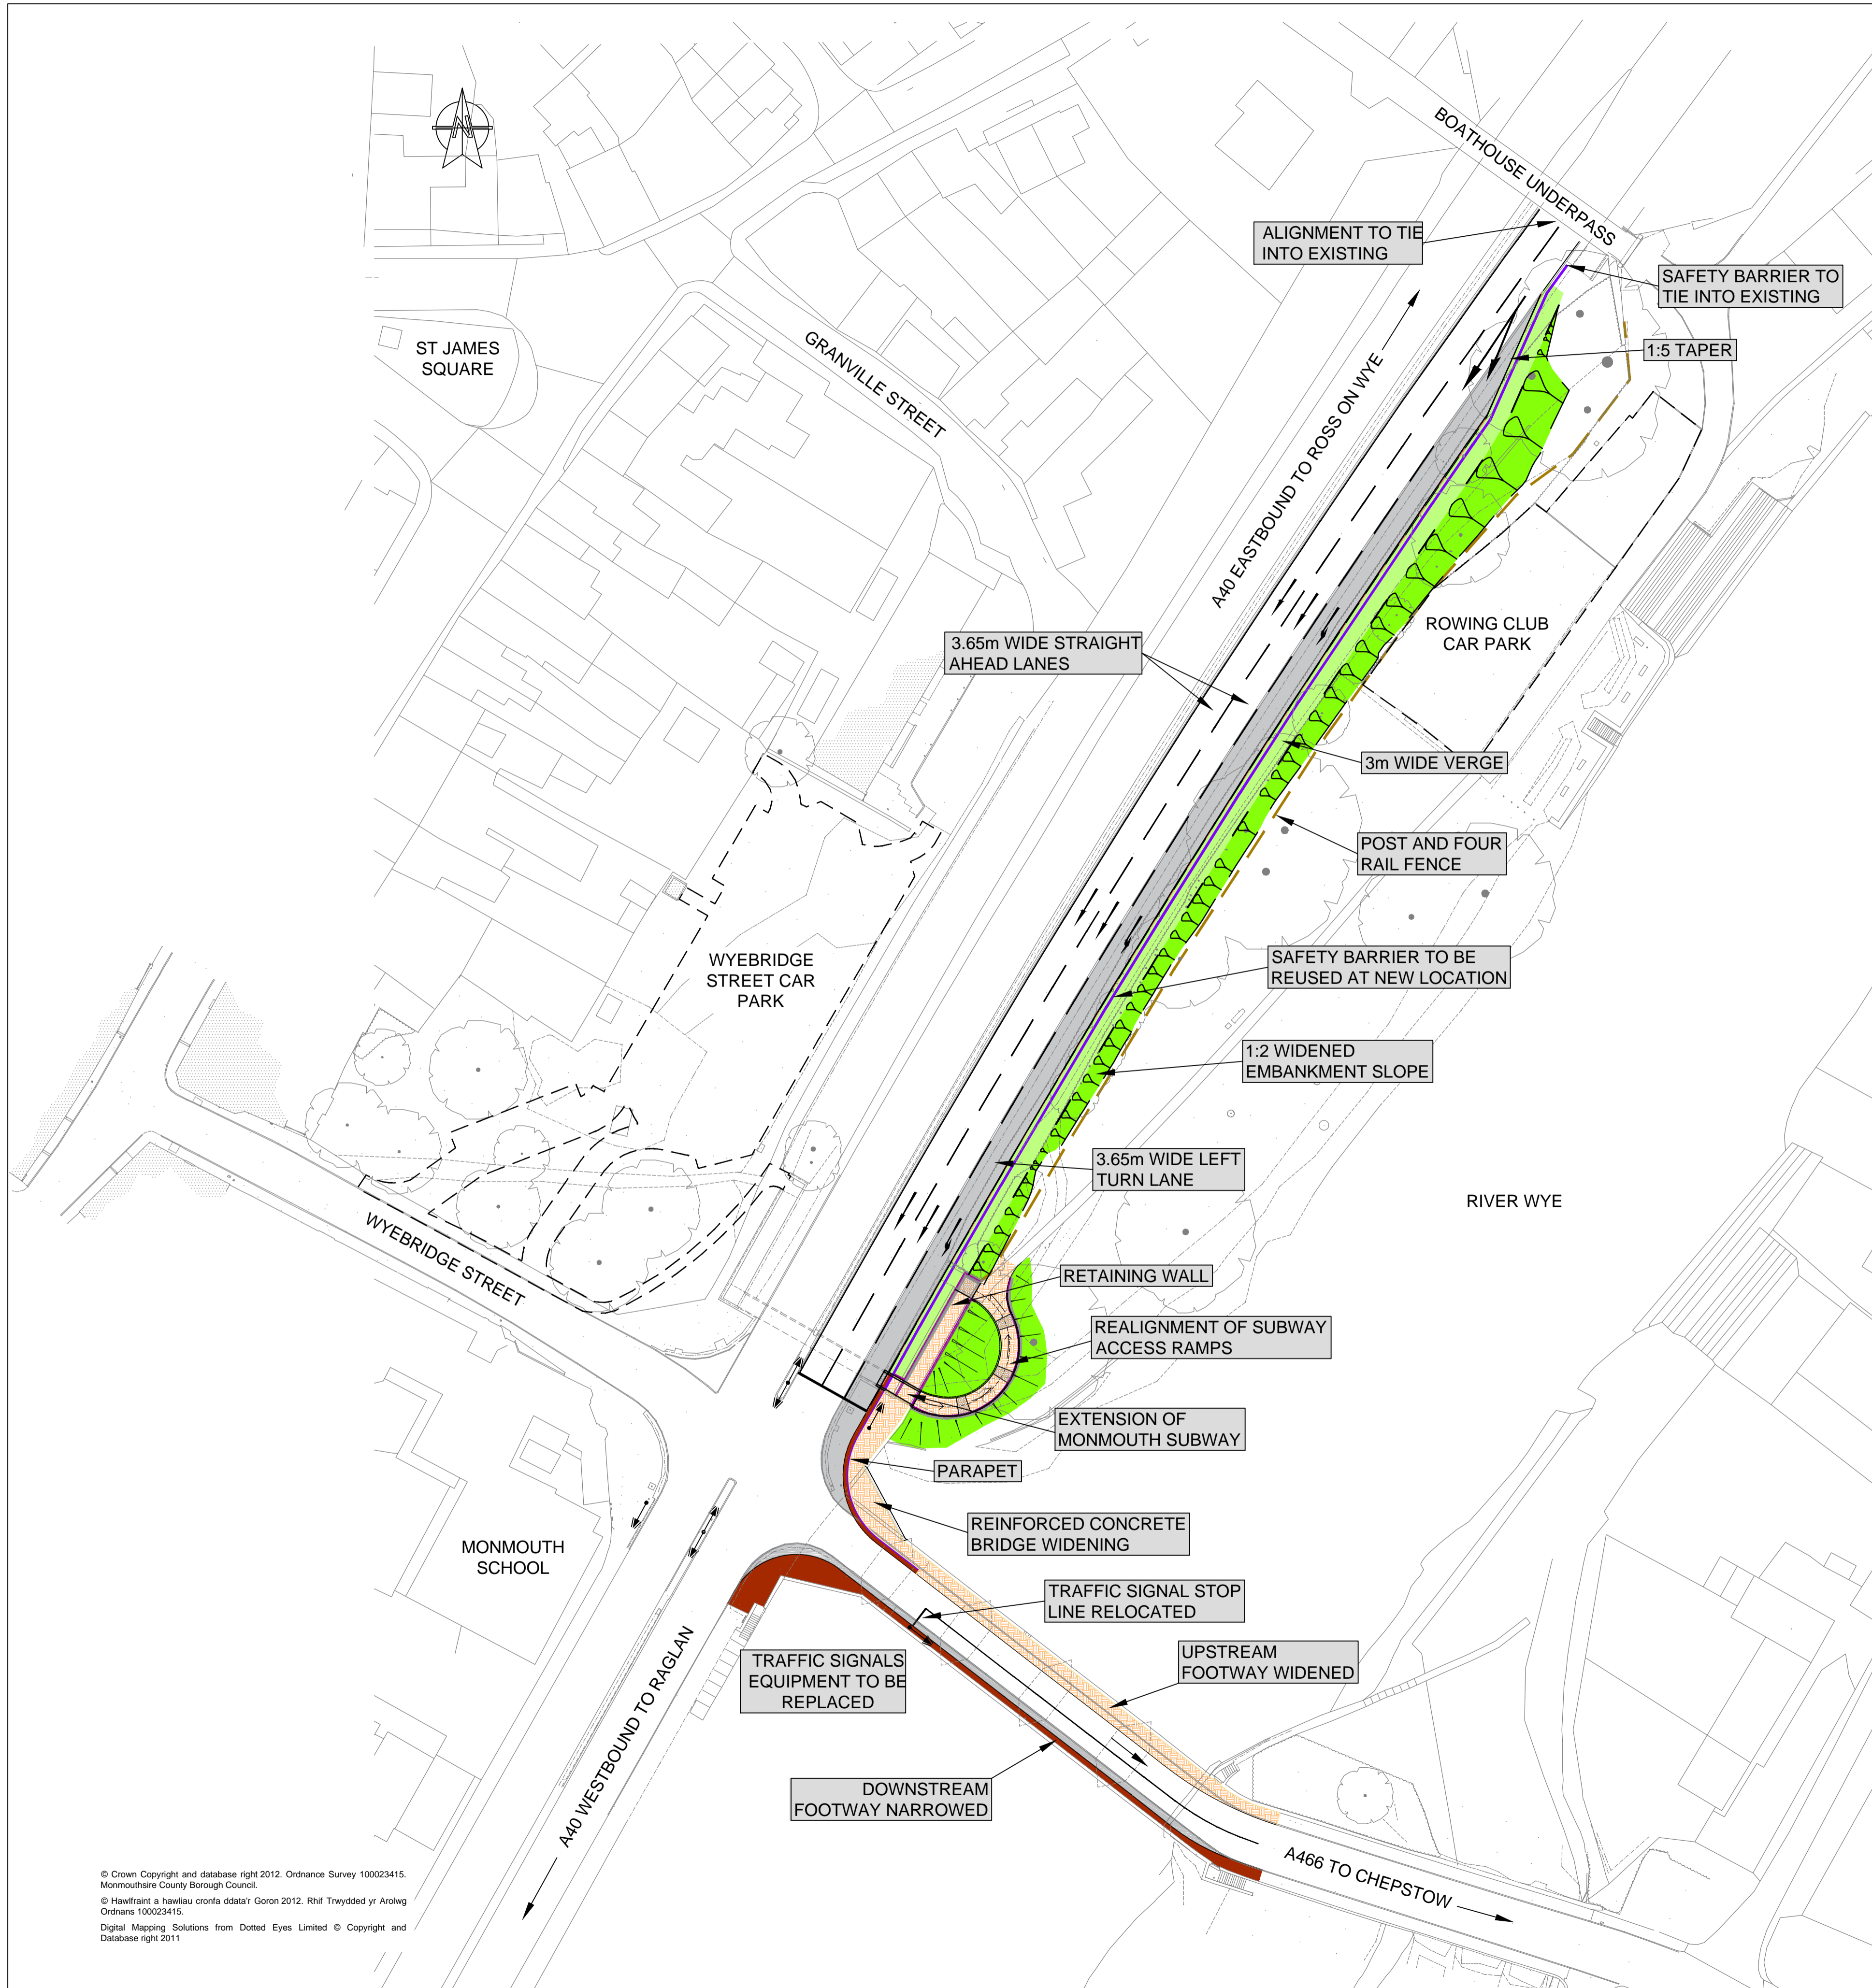 N
BOATHOUSE UNDERPASS
ALIGNMENT TO TIE
INTO EXISTING
SAFETY BARRIER TO
TIE INTO EXISTING
ST JAMES
SQUARE
GRANVILLE STREET
1:5 TAPER
A40 EASTBOUND TO ROSS ON WYE
3.65m WIDE STRAIGHT
AHEAD LANES
ROWING CLUB
CAR PARK
3m WIDE VERGE
POST AND FOUR
RAIL FENCE
WYEBRIDGE
STREET CAR
PARK
SAFETY BARRIER TO BE
REUSED AT NEW LOCATION
1:2 WIDENED
EMBANKMENT SLOPE
3.65m WIDE LEFT
TURN LANE
RIVER WYE
WYEBRIDGE STREET
RETAINING WALL
REALIGNMENT OF SUBWAY
ACCESS RAMPS
EXTENSION OF
MONMOUTH SUBWAY
PARAPET
REINFORCED CONCRETE
BRIDGE WIDENING
MONMOUTH
SCHOOL
TRAFFIC SIGNAL STOP
LINE RELOCATED
UPSTREAM
FOOTWAY WIDENED
TRAFFIC SIGNALS
EQUIPMENT TO BE
REPLACED
A40 WESTBOUND TO RAGLAN
DOWNSTREAM
FOOTWAY NARROWED
A466 TO CHEPSTOW
© Crown Copyright and database right 2012. Ordnance Survey 100023415.
Monmouthsire County Borough Council.
© Hawlfraint a hawliau cronfa ddata'r Goron 2012. Rhif Trwydded yr Arolwg
Ordnans 100023415.
Digital Mapping Solutions from Dotted Eyes Limited © Copyright and
Database right 2011